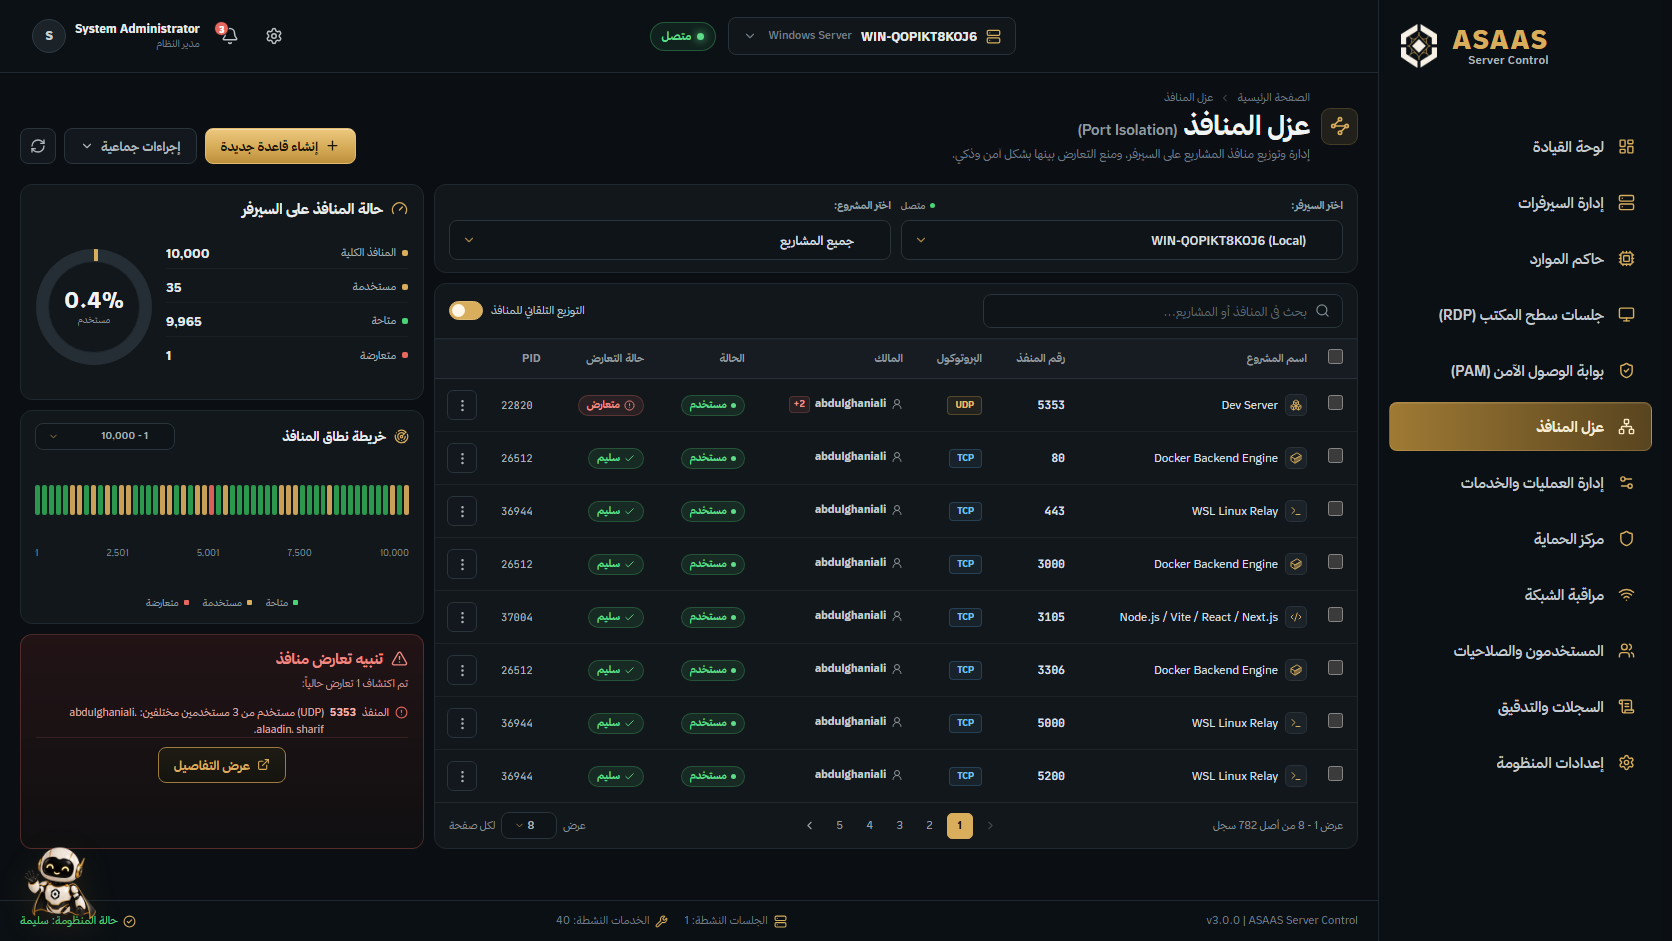 ASAAS
Server Control
لوحة القيادة
إدارة السيرفرات
حاكم الموارد
جلسات سطح المكتب (RDP)
بوابة الوصول الآمن (PAM)
عزل المنافذ
إدارة العمليات والخدمات
مركز الحماية
مراقبة الشبكة
المستخدمون والصلاحيات
السجلات والتدقيق
إعدادات المنظومة
WIN-QOPIKT8KOJ6 Windows Server
متصل
3
System Administrator
مدير النظام
S
الصفحة الرئيسية › عزل المنافذ
عزل المنافذ (Port Isolation)
إدارة وتوزيع منافذ المشاريع على السيرفر، ومنع التعارض بينها بشكل آمن وذكي.
+ إنشاء قاعدة جديدة
إجراءات جماعية
اختر السيرفر:
متصل
اختر المشروع:
WIN-QOPIKT8KOJ6 (Local)
جميع المشاريع
بحث في المنافذ أو المشاريع...
التوزيع التلقائي للمنافذ
اسم المشروع رقم المنفذ البروتوكول المالك الحالة حالة التعارض PID
Dev Server 5353 UDP abdulghaniali +2 مستخدم متعارض 22820
Docker Backend Engine 80 TCP abdulghaniali مستخدم سليم 26512
WSL Linux Relay 443 TCP abdulghaniali مستخدم سليم 36944
Docker Backend Engine 3000 TCP abdulghaniali مستخدم سليم 26512
Node.js / Vite / React / Next.js 3105 TCP abdulghaniali مستخدم سليم 37004
Docker Backend Engine 3306 TCP abdulghaniali مستخدم سليم 26512
WSL Linux Relay 5000 TCP abdulghaniali مستخدم سليم 36944
WSL Linux Relay 5200 TCP abdulghaniali مستخدم سليم 36944
عرض 1 - 8 من أصل 782 سجل
1 2 3 4 5
عرض 8 لكل صفحة
حالة المنافذ على السيرفر
المنافذ الكلية 10,000
مستخدمة 35
متاحة 9,965
متعارضة 1
0.4%
مستخدم
خريطة نطاق المنافذ
1 - 10,000
1 2.501 5.001 7.500 10.000
متاحة مستخدمة متعارضة
تنبيه تعارض منافذ
تم اكتشاف 1 تعارض حالياً:
المنفذ 5353 (UDP) مستخدم من 3 مستخدمين مختلفين: abdulghaniali,
alaadin, sharif.
عرض التفاصيل
v3.0.0 | ASAAS Server Control
الجلسات النشطة: 1
الخدمات النشطة: 40
حالة المنظومة: سليمة